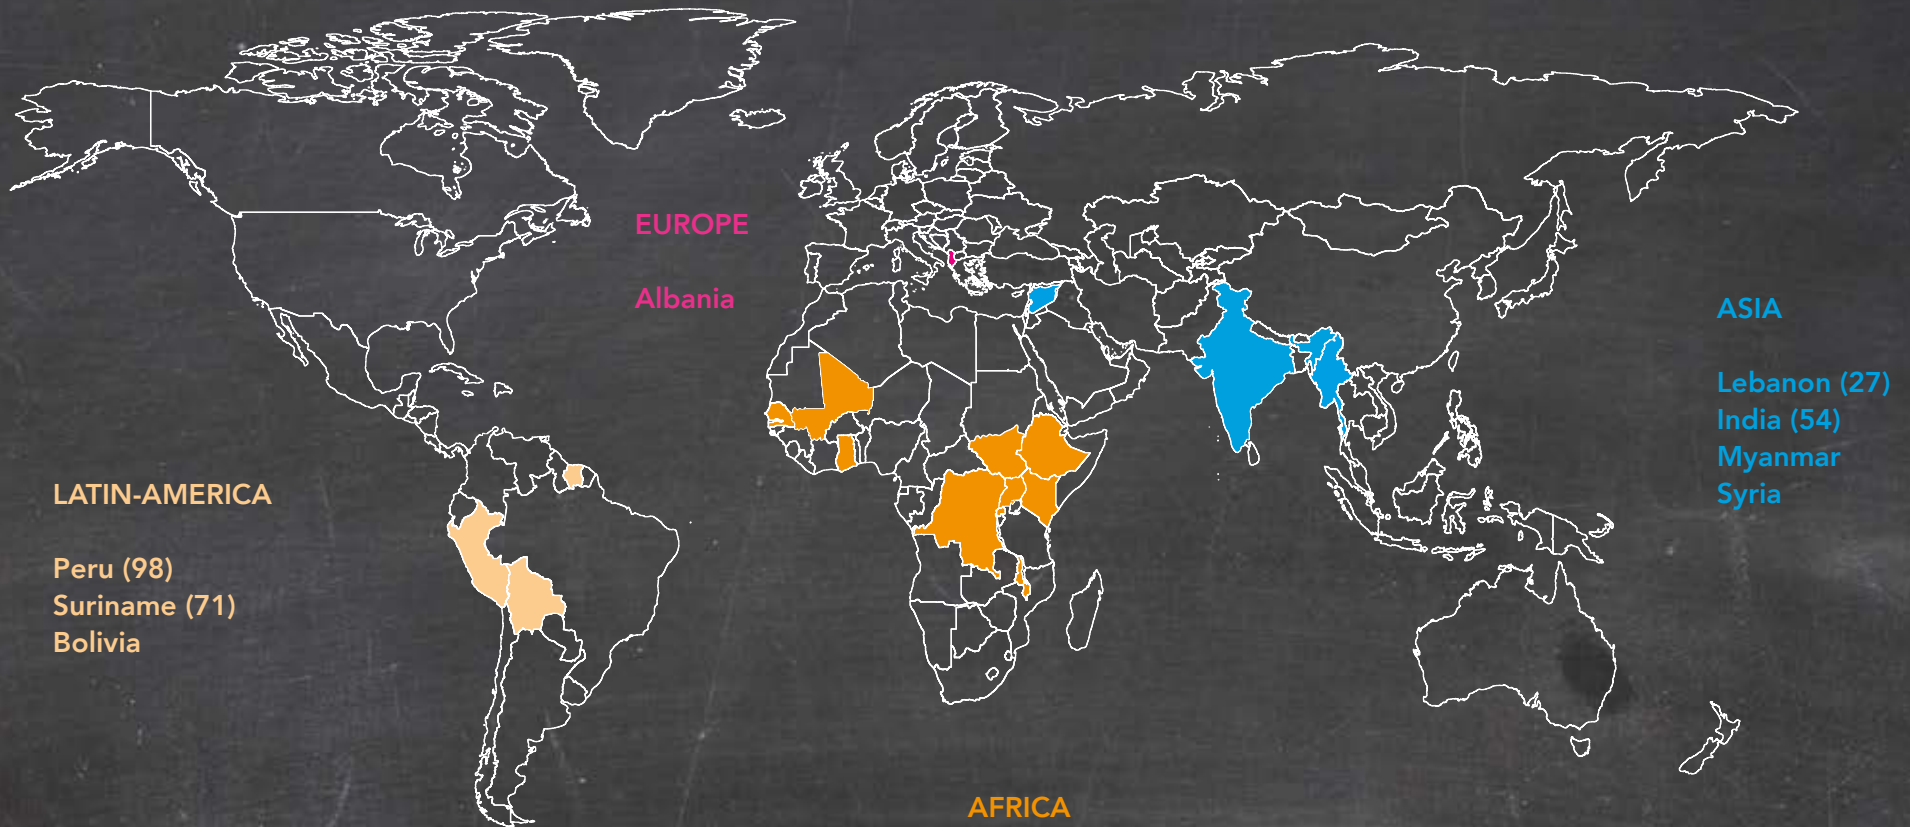 EUROPE
Albania
ASIA
Lebanon (27)
India (54)
Myanmar
Syria
LATIN-AMERICA
Peru (98)
Suriname (71)
Bolivia
AFRICA